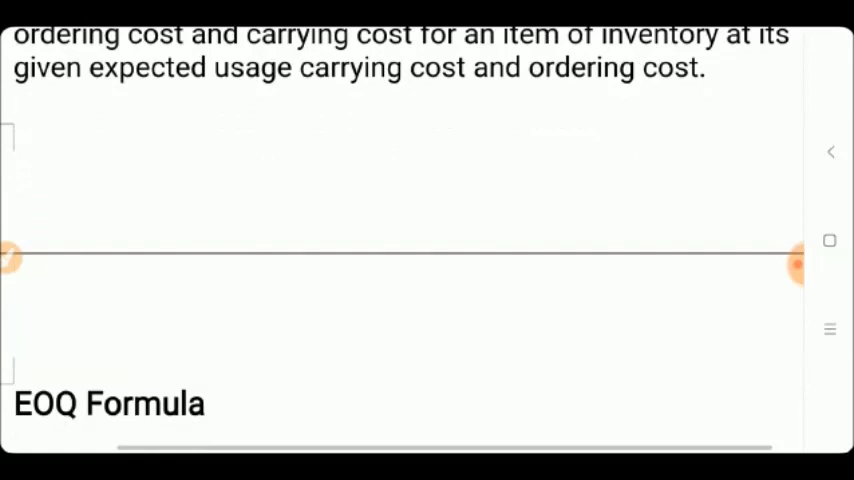 ordering cost and carrying cost for an item of inventory at its
given expected usage carrying cost and ordering cost.
EOQ Formula